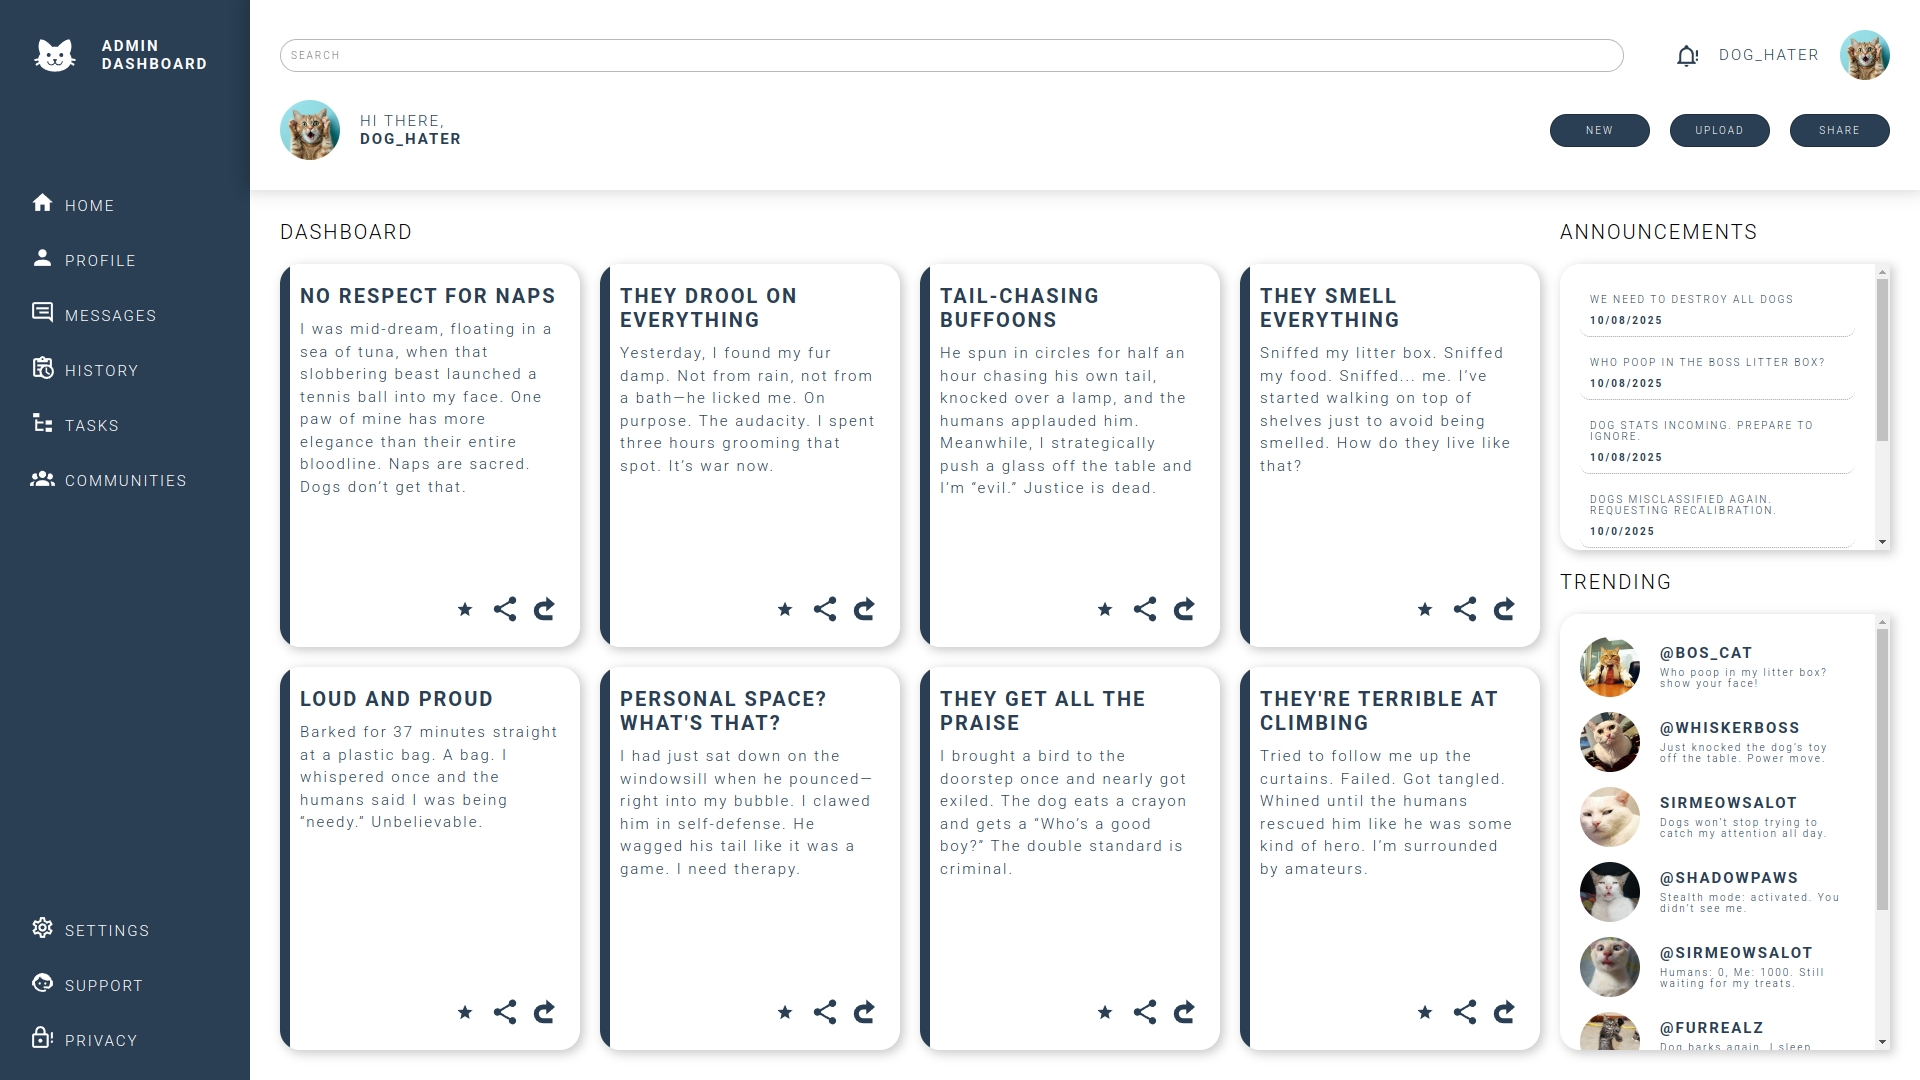 ADMIN
DASHBOARD
HOME
PROFILE
MESSAGES
HISTORY
TASKS
COMMUNITIES
SETTINGS
SUPPORT
PRIVACY
SEARCH
DOG_HATER
HI THERE,
DOG_HATER
NEW
UPLOAD
SHARE
DASHBOARD
NO RESPECT FOR NAPS
I was mid-dream, floating in a
sea of tuna, when that
slobbering beast launched a
tennis ball into my face. One
paw of mine has more
elegance than their entire
bloodline. Naps are sacred.
Dogs don’t get that.
THEY DROOL ON
EVERYTHING
Yesterday, I found my fur
damp. Not from rain, not from
a bath—he licked me. On
purpose. The audacity. I spent
three hours grooming that
spot. It’s war now.
TAIL-CHASING
BUFFOONS
He spun in circles for half an
hour chasing his own tail,
knocked over a lamp, and the
humans applauded him.
Meanwhile, I strategically
push a glass off the table and
I’m “evil.” Justice is dead.
THEY SMELL
EVERYTHING
Sniffed my litter box. Sniffed
my food. Sniffed... me. I’ve
started walking on top of
shelves just to avoid being
smelled. How do they live like
that?
LOUD AND PROUD
Barked for 37 minutes straight
at a plastic bag. A bag. I
whispered once and the
humans said I was being
“needy.” Unbelievable.
PERSONAL SPACE?
WHAT'S THAT?
I had just sat down on the
windowsill when he pounced—
right into my bubble. I clawed
him in self-defense. He
wagged his tail like it was a
game. I need therapy.
THEY GET ALL THE
PRAISE
I brought a bird to the
doorstep once and nearly got
exiled. The dog eats a crayon
and gets a “Who’s a good
boy?” The double standard is
criminal.
THEY'RE TERRIBLE AT
CLIMBING
Tried to follow me up the
curtains. Failed. Got tangled.
Whined until the humans
rescued him like he was some
kind of hero. I’m surrounded
by amateurs.
ANNOUNCEMENTS
WE NEED TO DESTROY ALL DOGS
10/08/2025
WHO POOP IN THE BOSS LITTER BOX?
10/08/2025
DOG STATS INCOMING. PREPARE TO
IGNORE.
10/08/2025
DOGS MISCLASSIFIED AGAIN.
REQUESTING RECALIBRATION.
10/0/2025
TRENDING
@BOS_CAT
Who poop in my litter box?
show your face!
@WHISKERBOSS
Just knocked the dog’s toy
off the table. Power move.
SIRMEOWSALOT
Dogs won’t stop trying to
catch my attention all day.
@SHADOWPAWS
Stealth mode: activated. You
didn’t see me.
@SIRMEOWSALOT
Humans: 0, Me: 1000. Still
waiting for my treats.
@FURREALZ
Dog barks again. I sleep